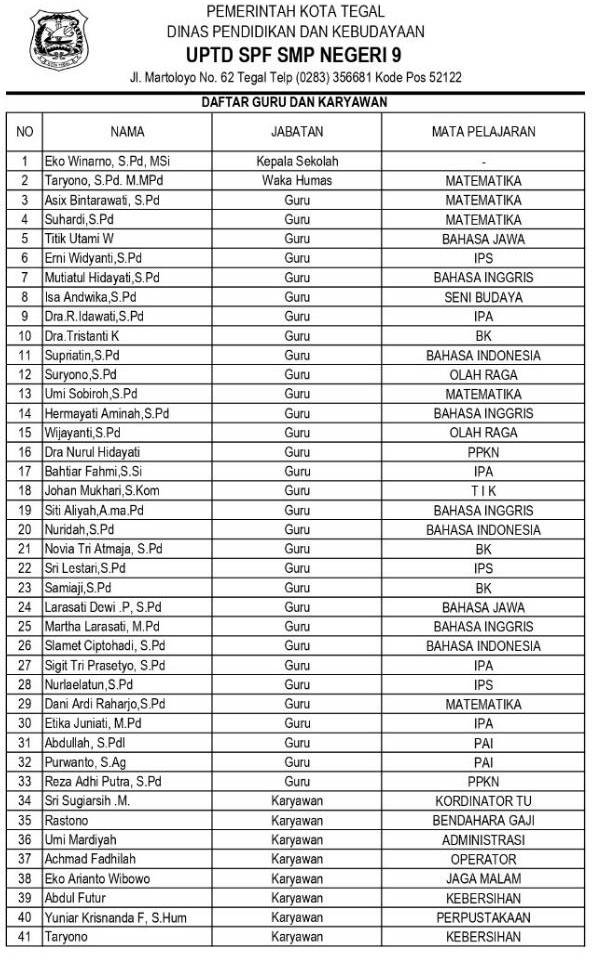 PEMERINTAH KOTA TEGAL
DINAS PENDIDIKAN DAN KEBUDAYAAN
UPTD SPF SMP NEGERI 9
Jl. Martoloyo No. 62 Tegal Telp (0283) 356681 Kode Pos 52122
DAFTAR GURU DAN KARYAWAN
NO NAMA JABATAN MATA PELAJARAN
1 Eko Winarno, S.Pd, MSi Kepala Sekolah -
2 Taryono, S.Pd. M.MPd Waka Humas MATEMATIKA
3 Asix Bintarawati, S.Pd Guru MATEMATIKA
4 Suhardi,S.Pd Guru MATEMATIKA
5 Titik Utami W Guru BAHASA JAWA
6 Erni Widyanti,S.Pd Guru IPS
7 Mutiatul Hidayati,S.Pd Guru BAHASA INGGRIS
8 Isa Andwika,S.Pd Guru SENI BUDAYA
9 Dra.R.Idawati,S.Pd Guru IPA
10 Dra.Tristanti K Guru BK
11 Supriatin,S.Pd Guru BAHASA INDONESIA
12 Suryono,S.Pd Guru OLAH RAGA
13 Umi Sobiroh,S.Pd Guru MATEMATIKA
14 Hermayati Aminah,S.Pd Guru BAHASA INGGRIS
15 Wijayanti,S.Pd Guru OLAH RAGA
16 Dra Nurul Hidayati Guru PPKN
17 Bahtiar Fahmi,S.Si Guru IPA
18 Johan Mukhari,S.Kom Guru T I K
19 Siti Aliyah,A.ma.Pd Guru BAHASA INGGRIS
20 Nuridah,S.Pd Guru BAHASA INDONESIA
21 Novia Tri Atmaja, S.Pd Guru BK
22 Sri Lestari,S.Pd Guru IPS
23 Samiaji,S.Pd Guru BK
24 Larasati Dewi .P, S.Pd Guru BAHASA JAWA
25 Martha Larasati, M.Pd Guru BAHASA INGGRIS
26 Slamet Ciptohadi, S.Pd Guru BAHASA INDONESIA
27 Sigit Tri Prasetyo, S.Pd Guru IPA
28 Nurlaelatun,S.Pd Guru IPS
29 Dani Ardi Raharjo,S.Pd Guru MATEMATIKA
30 Etika Juniati, M.Pd Guru IPA
31 Abdullah, S.PdI Guru PAI
32 Purwanto, S.Ag Guru PAI
33 Reza Adhi Putra, S.Pd Guru PPKN
34 Sri Sugiarsih .M. Karyawan KORDINATOR TU
35 Rastono Karyawan BENDAHARA GAJI
36 Umi Mardiyah Karyawan ADMINISTRASI
37 Achmad Fadhilah Karyawan OPERATOR
38 Eko Arianto Wibowo Karyawan JAGA MALAM
39 Abdul Futur Karyawan KEBERSIHAN
40 Yuniar Krisnanda F, S.Hum Karyawan PERPUSTAKAAN
41 Taryono Karyawan KEBERSIHAN